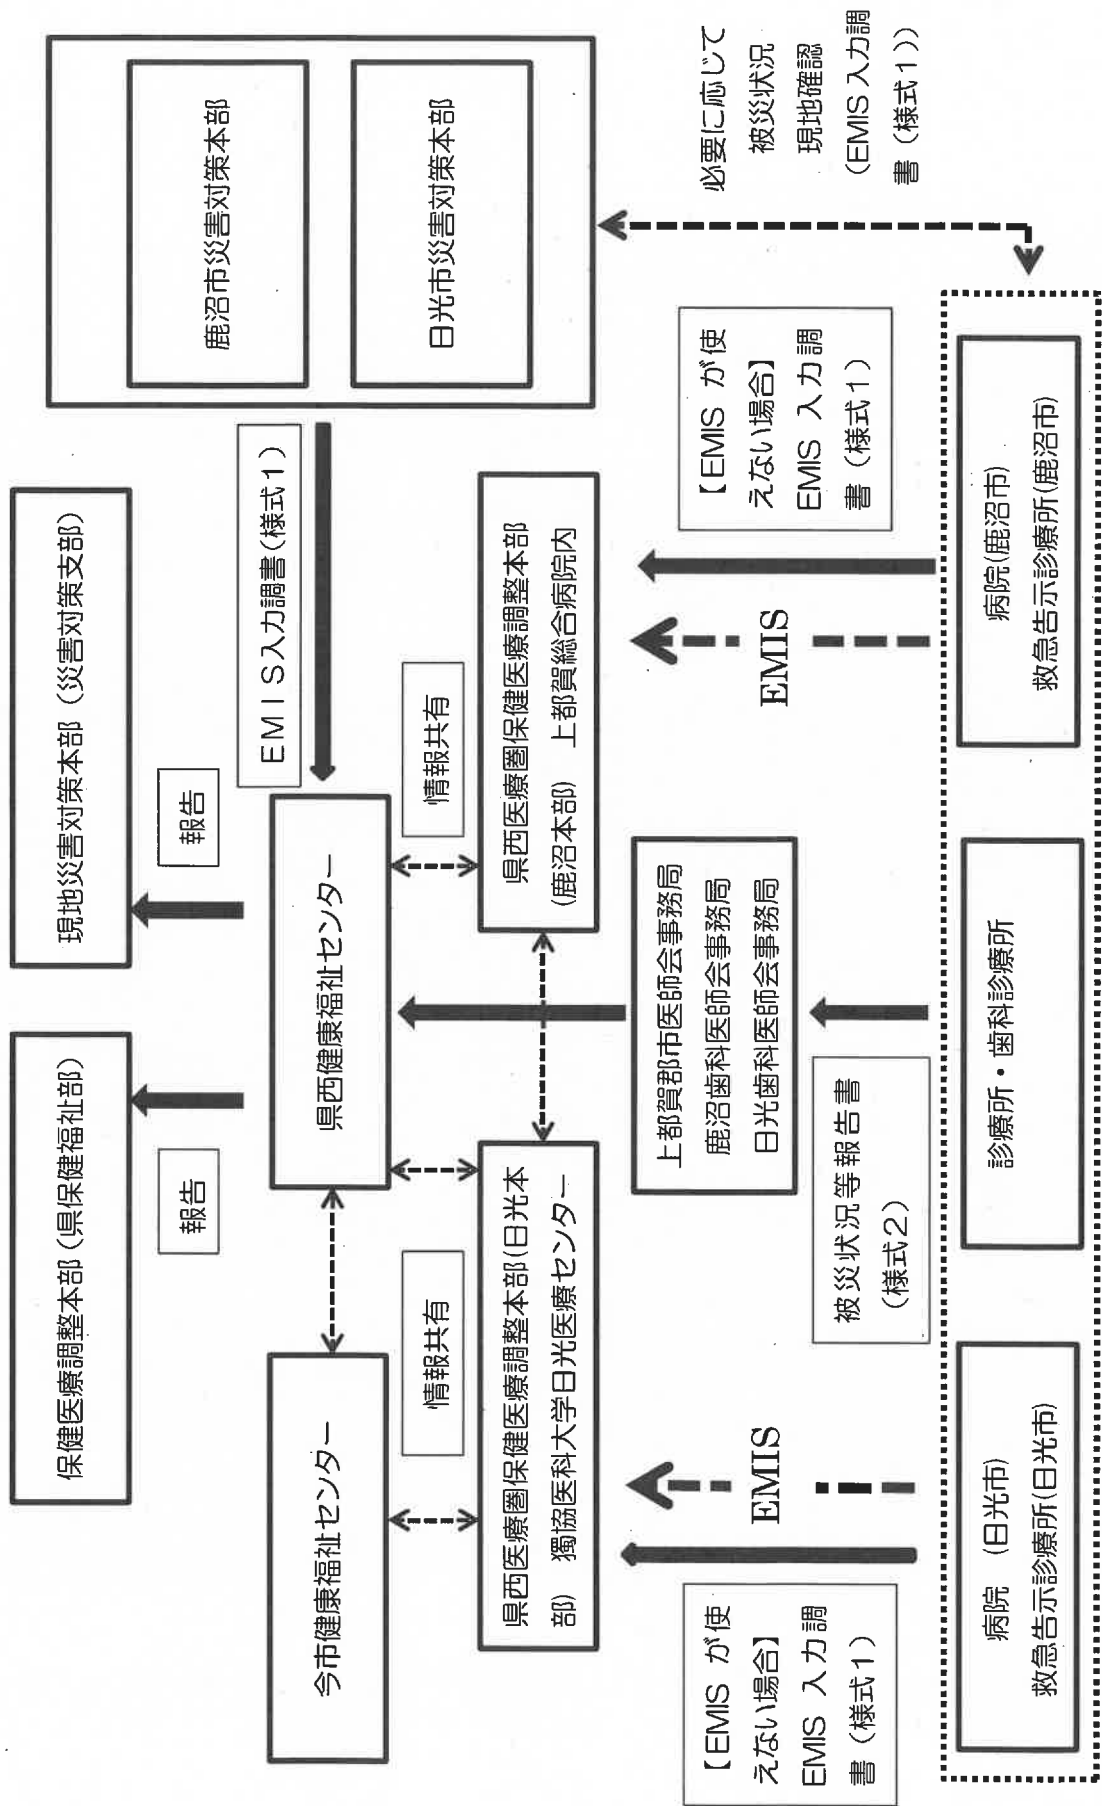 保健医療調整本部(県保健福祉部)
現地災害対策本部(災害対策支部)
報告
報告
EMIS入力調書(様式1)
鹿沼市災害対策本部
日光市災害対策本部
今市健康福祉センター
県西健康福祉センター
情報共有
情報共有
県西医療圏保健医療調整本部(日光本
部) 獨協医科大学日光医療センター
県西医療圏保健医療調整本部
(鹿沼本部) 上都賀総合病院内
上都賀郡市医師会事務局
鹿沼歯科医師会事務局
日光歯科医師会事務局
必要に応じて
被災状況
現地確認
(EMIS 入力調
書(様式1))
【EMIS が使
えない場合】
EMIS 入力調
書(様式1)
EMIS
被災状況等報告書
(様式2)
EMIS
【EMIS が使
えない場合】
EMIS 入力調
書(様式1)
病院 (日光市)
救急告示診療所(日光市)
診療所・歯科診療所
病院(鹿沼市)
救急告示診療所(鹿沼市)